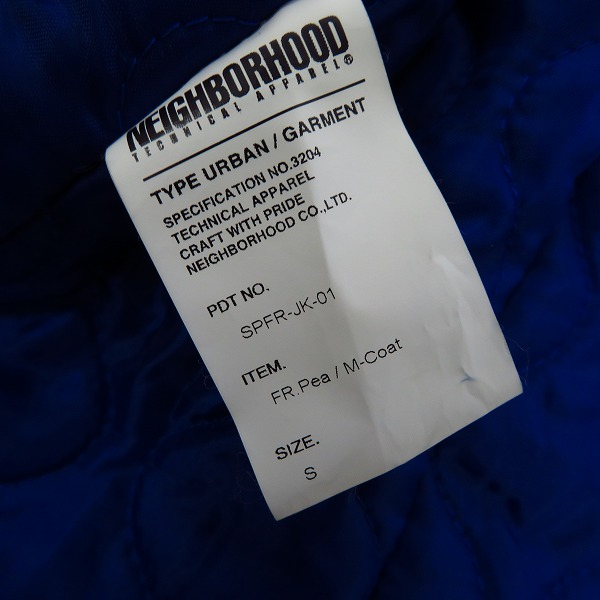 NEIGHBORHOOD
TECHNICAL APPAREL®
TYPE URBAN / GARMENT
SPECIFICATION NO.3204
TECHNICAL APPAREL
CRAFT WITH PRIDE
NEIGHBORHOOD CO.,LTD.
PDT NO.
SPFR-JK-01
ITEM.
FR.Pea / M-Coat
SIZE.
S